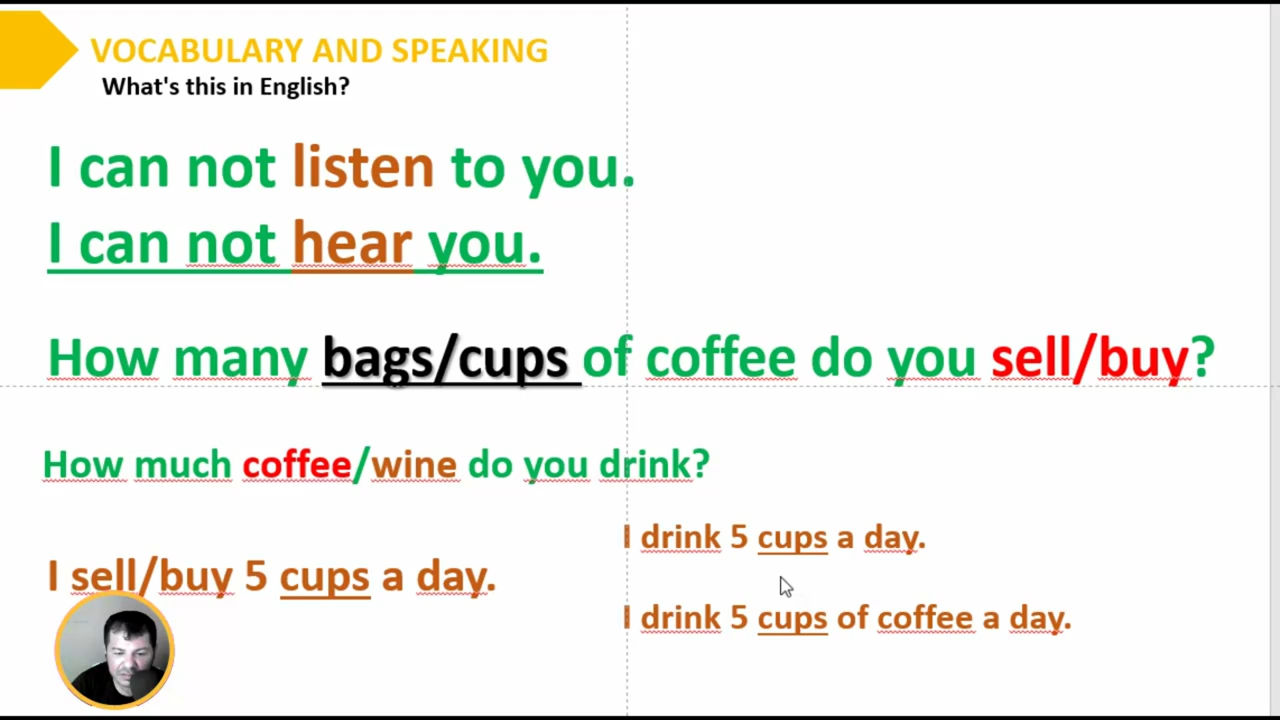 VOCABULARY AND SPEAKING
What's this in English?
I can not listen to you.
I can not hear you.
How many bags/cups of coffee do you sell/buy?
How much coffee/wine do you drink?
I drink 5 cups a day.
I sell/buy 5 cups a day.
I drink 5 cups of coffee a day.